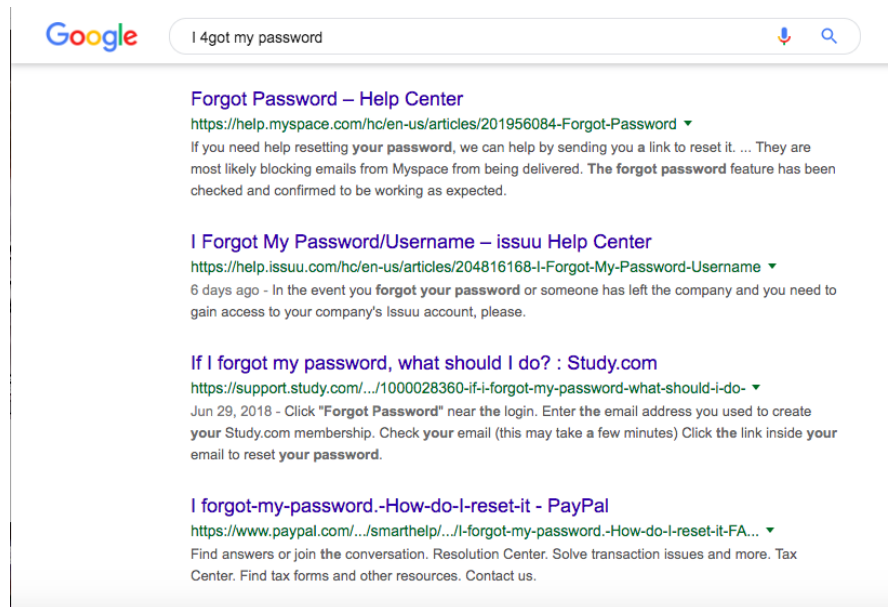 Google
I 4got my password
Forgot Password – Help Center
https://help.myspace.com/hc/en-us/articles/201956084-Forgot-Password
If you need help resetting your password, we can help by sending you a link to reset it. ... They are
most likely blocking emails from Myspace from being delivered. The forgot password feature has been
checked and confirmed to be working as expected.
I Forgot My Password/Username – issuu Help Center
https://help.issuu.com/hc/en-us/articles/204816168-I-Forgot-My-Password-Username
6 days ago - In the event you forgot your password or someone has left the company and you need to
gain access to your company's Issuu account, please.
If I forgot my password, what should I do? : Study.com
https://support.study.com/.../1000028360-if-i-forgot-my-password-what-should-i-do-
Jun 29, 2018 - Click "Forgot Password" near the login. Enter the email address you used to create
your Study.com membership. Check your email (this may take a few minutes) Click the link inside your
email to reset your password.
I forgot-my-password.-How-do-I-reset-it - PayPal
https://www.paypal.com/.../smarthelp/.../I-forgot-my-password.-How-do-I-reset-it-FA...
Find answers or join the conversation. Resolution Center. Solve transaction issues and more. Tax
Center. Find tax forms and other resources. Contact us.